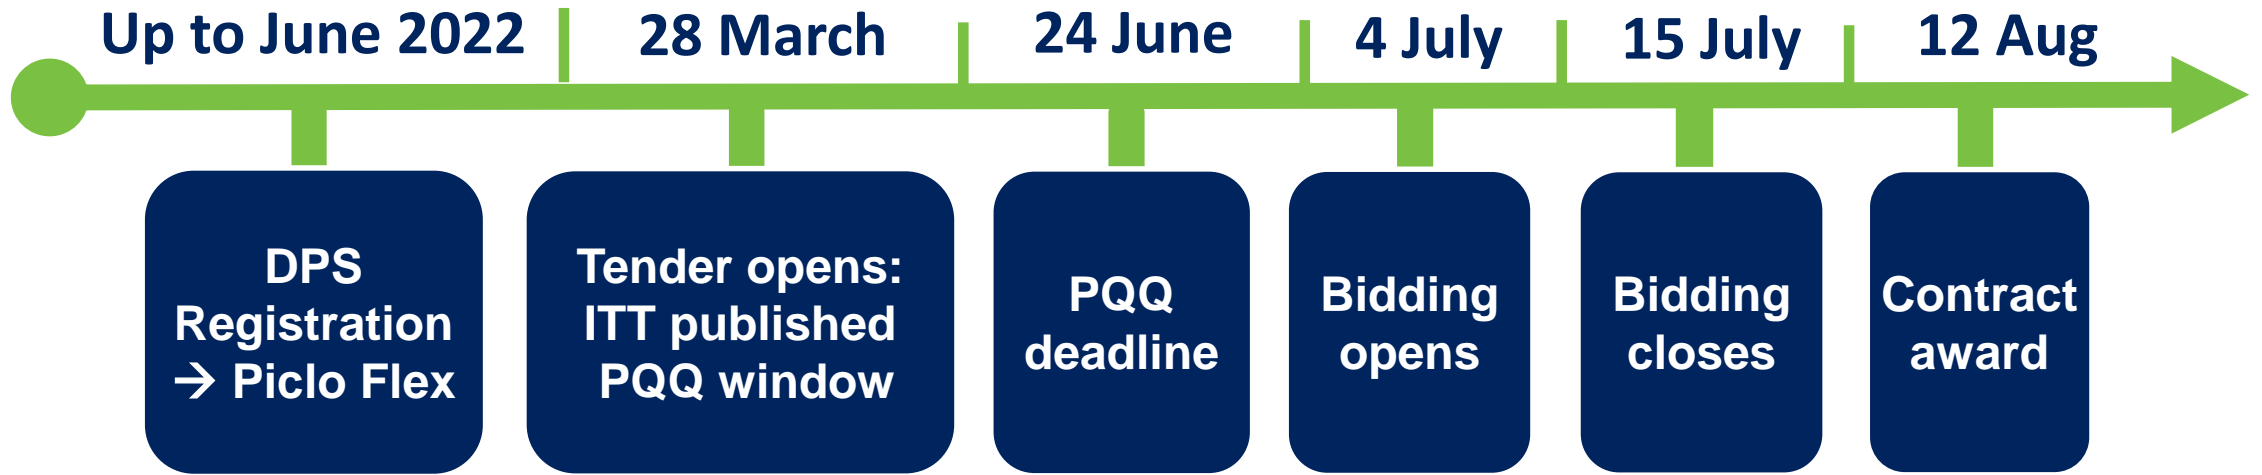 Up to June 2022
28 March
24 June
4 July
15 July
12 Aug
DPS
Registration
→ Piclo Flex
Tender opens:
ITT published
PQQ window
PQQ
deadline
Bidding
opens
Bidding
closes
Contract
award